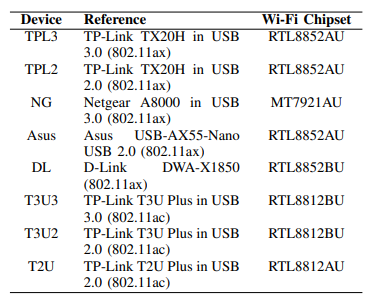 Device Reference Wi-Fi Chipset
TPL3 TP-Link TX20H in USB RTL8852AU
3.0 (802.11ax)
TPL2 TP-Link TX20H in USB RTL8852AU
2.0 (802.11ax)
NG Netgear A8000 in USB MT7921AU
3.0 (802.11ax)
Asus Asus USB-AX55-Nano RTL8852AU
USB 2.0 (802.11ax)
DL D-Link DWA-X1850 RTL8852BU
(802.11ax)
T3U3 TP-Link T3U Plus in USB RTL8812BU
3.0 (802.11ac)
T3U2 TP-Link T3U Plus in USB RTL8812BU
2.0 (802.11ac)
T2U TP-Link T2U Plus in USB RTL8812AU
2.0 (802.11ac)